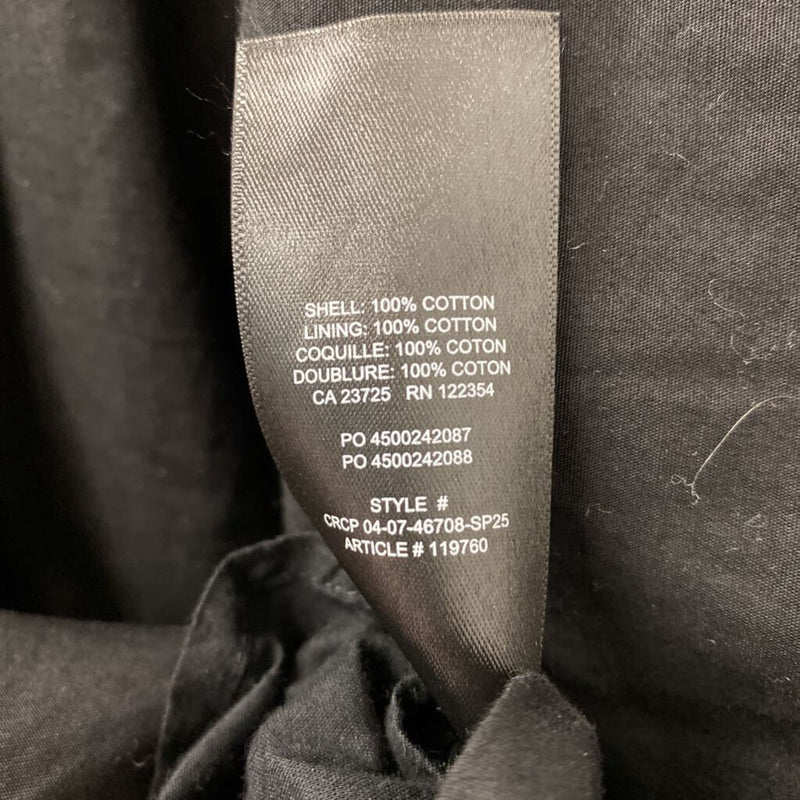 SHELL: 100% COTTON
LINING: 100% COTTON
COQUILLE: 100% COTON
DOUBLURE: 100% COTON
CA 23725 RN 122354
PO 4500242087
PO 4500242088
STYLE #
CRCP 04-07-46708-SP25
ARTICLE # 119760